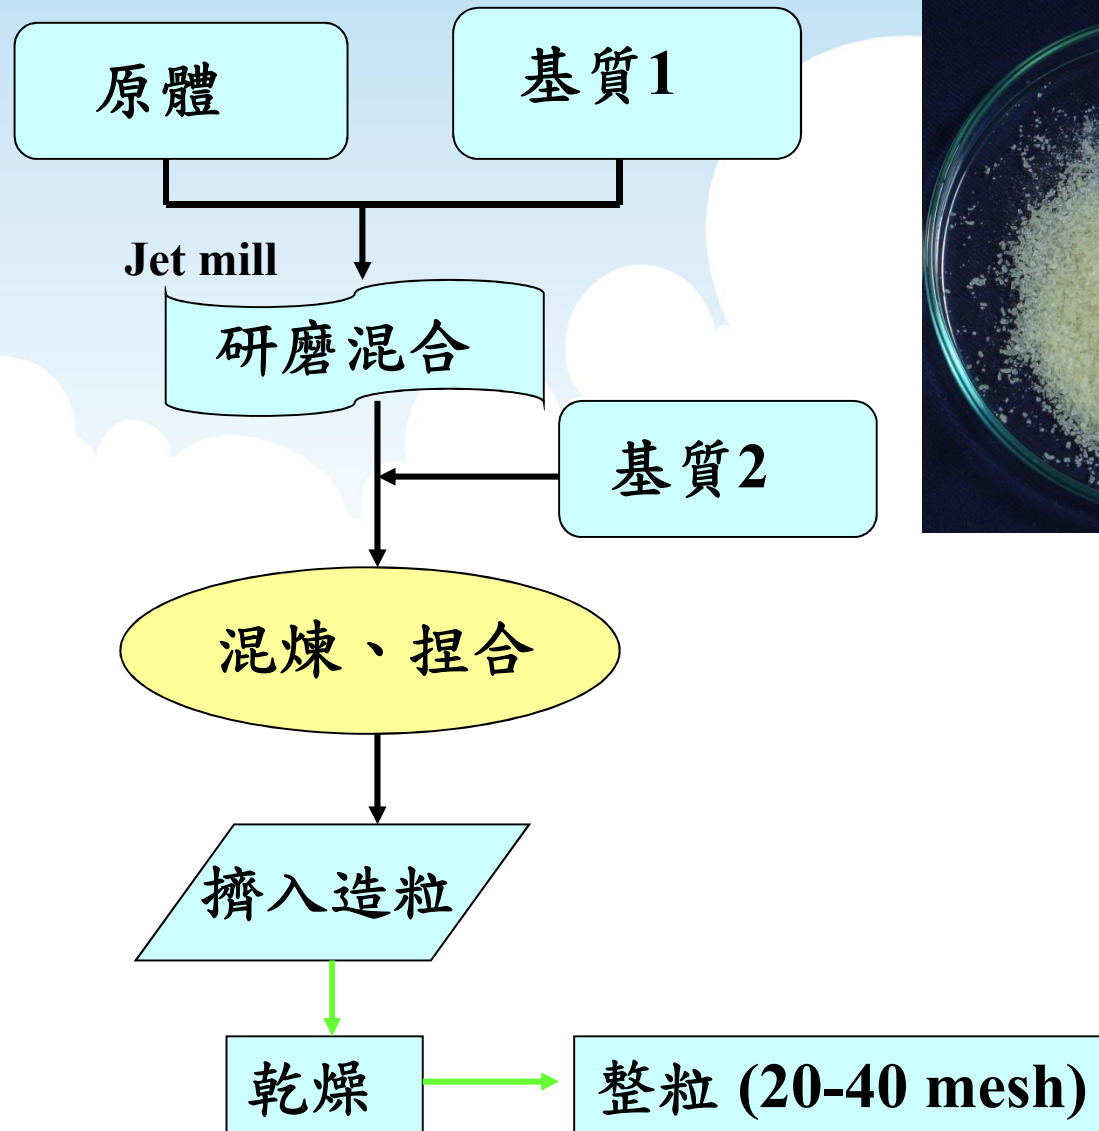 原體
基質1
Jet mill
研磨混合
基質2
混煉、捏合
擠入造粒
乾燥
整粒 (20-40 mesh)